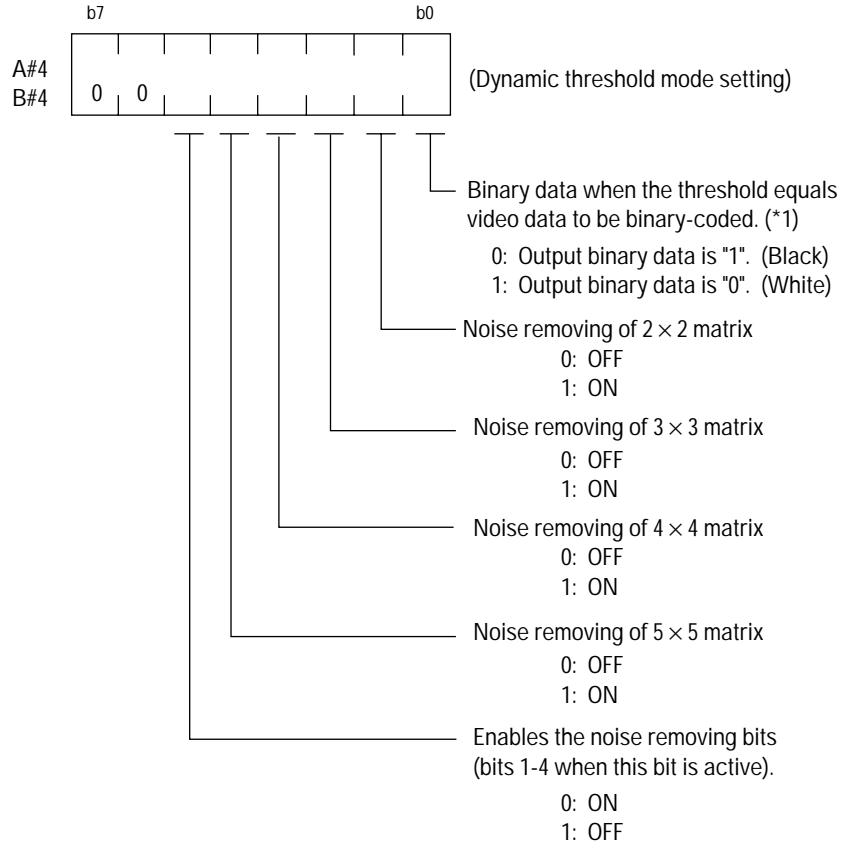 b7 b0
A#4
B#4 0 0 (Dynamic threshold mode setting)
Binary data when the threshold equals
video data to be binary-coded. (*1)
0: Output binary data is "1". (Black)
1: Output binary data is "0". (White)
Noise removing of 2 × 2 matrix
0: OFF
1: ON
Noise removing of 3 × 3 matrix
0: OFF
1: ON
Noise removing of 4 × 4 matrix
0: OFF
1: ON
Noise removing of 5 × 5 matrix
0: OFF
1: ON
Enables the noise removing bits
(bits 1-4 when this bit is active).
0: ON
1: OFF